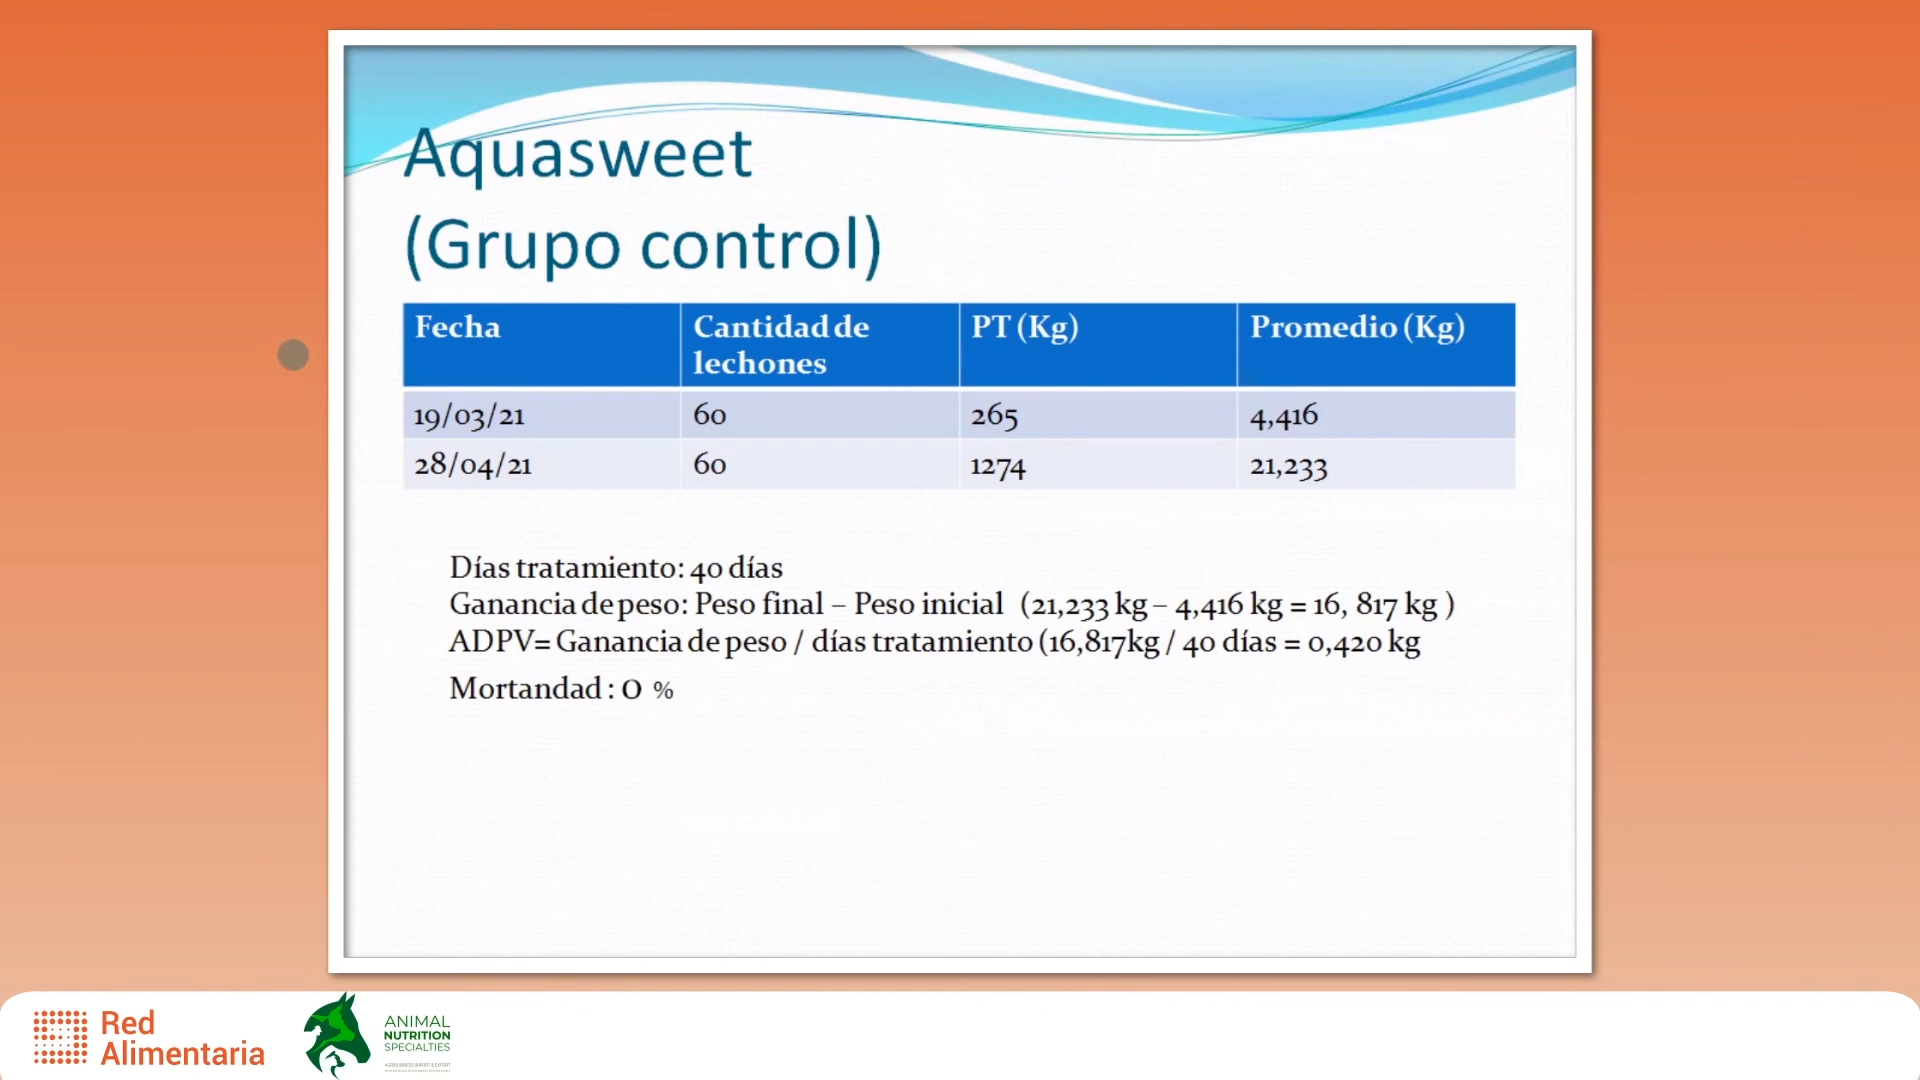 Aquasweet
(Grupo control)
Fecha
Cantidad de lechones
PT (Kg)
Promedio (Kg)
19/03/21
60
265
4,416
28/04/21
60
1274
21,233
Días tratamiento: 40 días
Ganancia de peso: Peso final – Peso inicial (21,233 kg – 4,416 kg = 16, 817 kg )
ADPV= Ganancia de peso / días tratamiento (16,817kg / 40 días = 0,420 kg
Mortandad : O %
Red
Alimentaria
ANIMAL
NUTRITION
SPECIALTIES